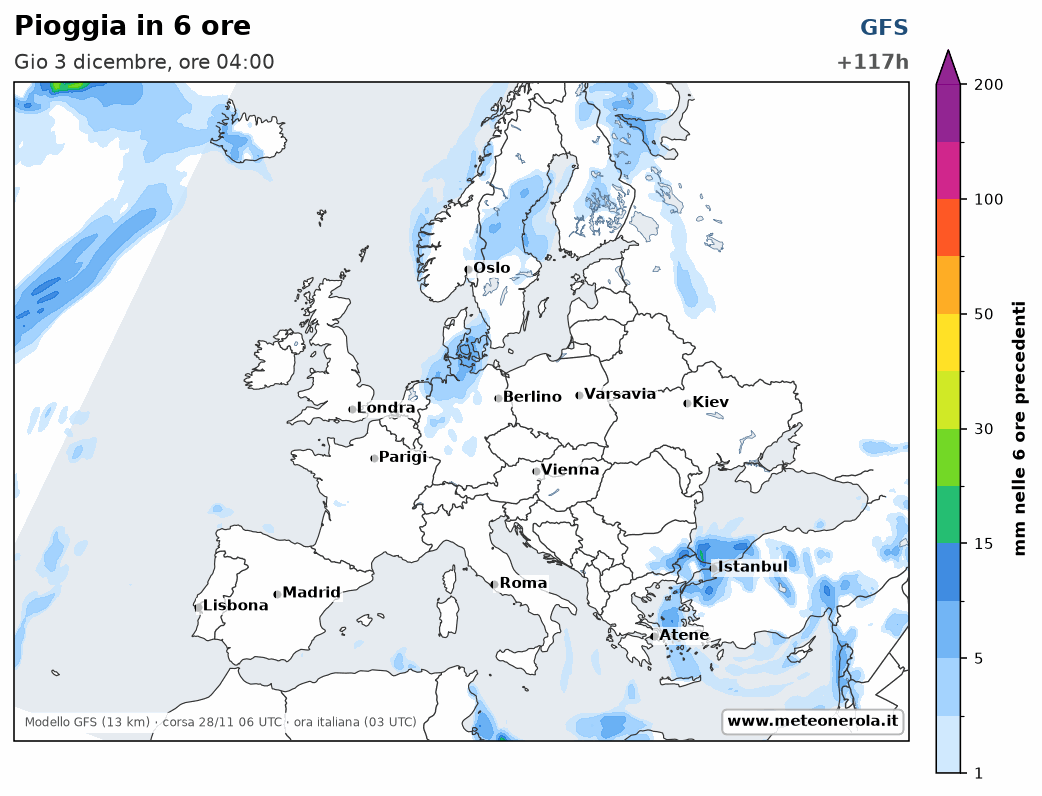 Pioggia in 6 ore
GFS
Gio 3 dicembre, ore 04:00
+117h
200
100
50
30
15
5
1
mm nelle 6 ore precedenti
Oslo
Londra
Berlino
Varsavia
Kiev
Parigi
Vienna
Istanbul
Roma
Madrid
Lisbona
Atene
Modello GFS (13 km) · corsa 28/11 06 UTC · ora italiana (03 UTC)
www.meteonerola.it